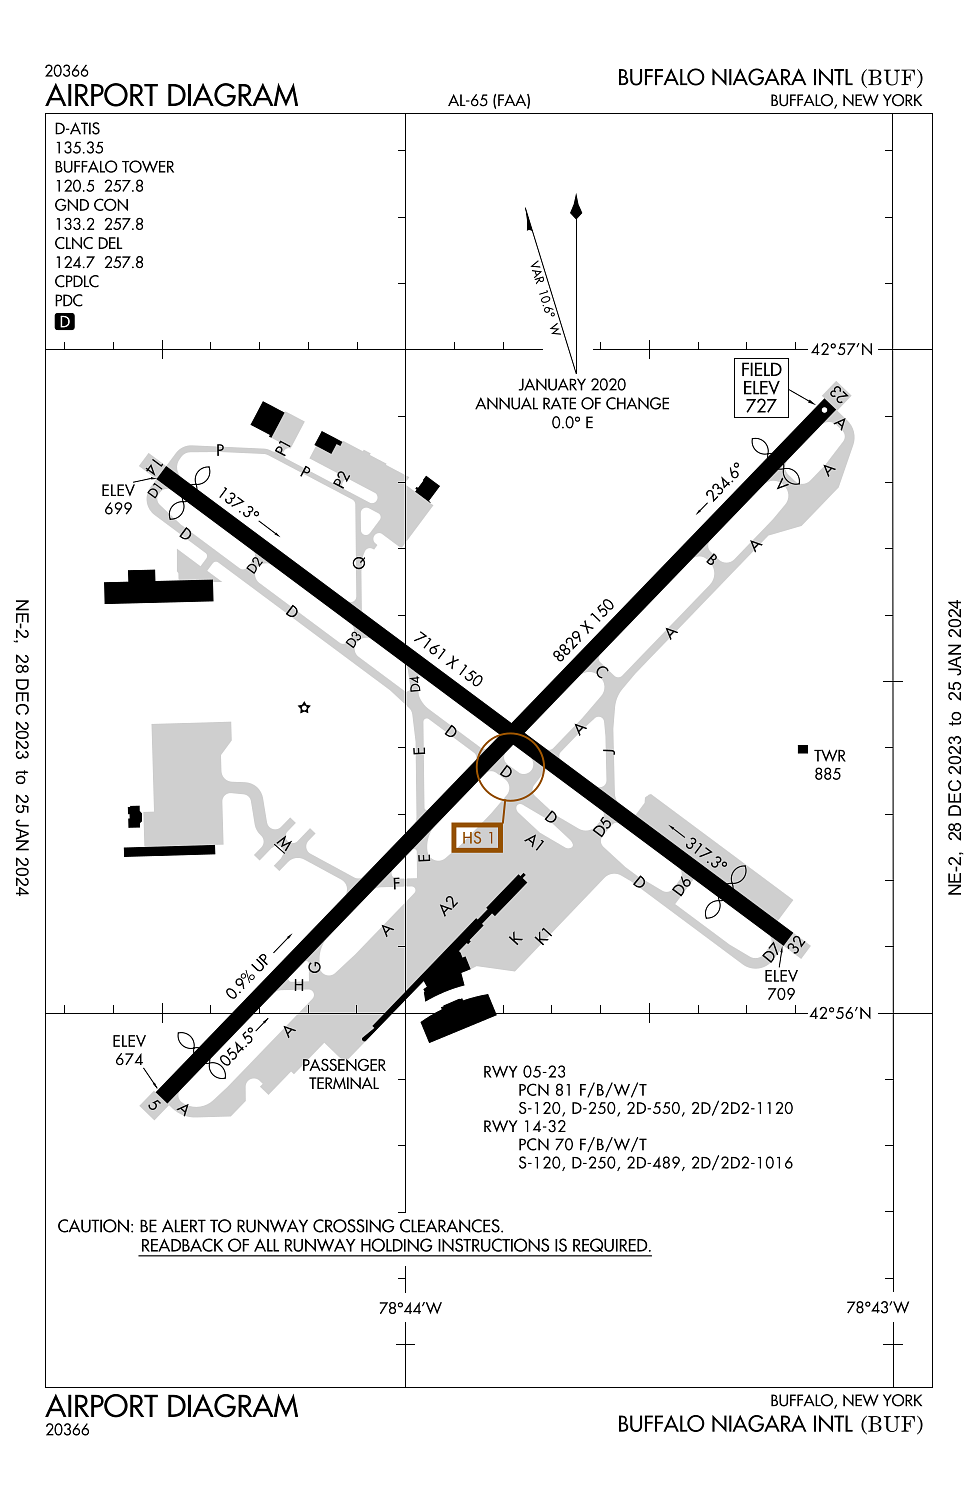 20366
AIRPORT DIAGRAM
AL-65 (FAA)
BUFFALO NIAGARA INTL (BUF)
BUFFALO, NEW YORK
D-ATIS
135.35
BUFFALO TOWER
120.5 257.8
GND CON
133.2 257.8
CLNC DEL
124.7 257.8
CPDLC
PDC
D
VAR 10.6° W
JANUARY 2020
ANNUAL RATE OF CHANGE
0.0° E
42°57'N
FIELD
ELEV
727
23
A
A
V
234.6°
B
A
A
8829 X 150
C
A
J
P
P1
P
P2
14
D1
ELEV
699
137.3°
D
D2
Q
D
D3
7161 X 150
D4
D
E
D
HS 1
TWR
885
D
D5
A1
317.3°
D
D6
D7
32
ELEV
709
M
E
F
A2
A
K
K1
G
H
0.9% UP
A
054.5°
ELEV
674
5
A
42°56'N
PASSENGER
TERMINAL
RWY 05-23
PCN 81 F/B/W/T
S-120, D-250, 2D-550, 2D/2D2-1120
RWY 14-32
PCN 70 F/B/W/T
S-120, D-250, 2D-489, 2D/2D2-1016
CAUTION: BE ALERT TO RUNWAY CROSSING CLEARANCES.
READBACK OF ALL RUNWAY HOLDING INSTRUCTIONS IS REQUIRED.
78°44'W
78°43'W
NE-2, 28 DEC 2023 to 25 JAN 2024
NE-2, 28 DEC 2023 to 25 JAN 2024
AIRPORT DIAGRAM
20366
BUFFALO, NEW YORK
BUFFALO NIAGARA INTL (BUF)